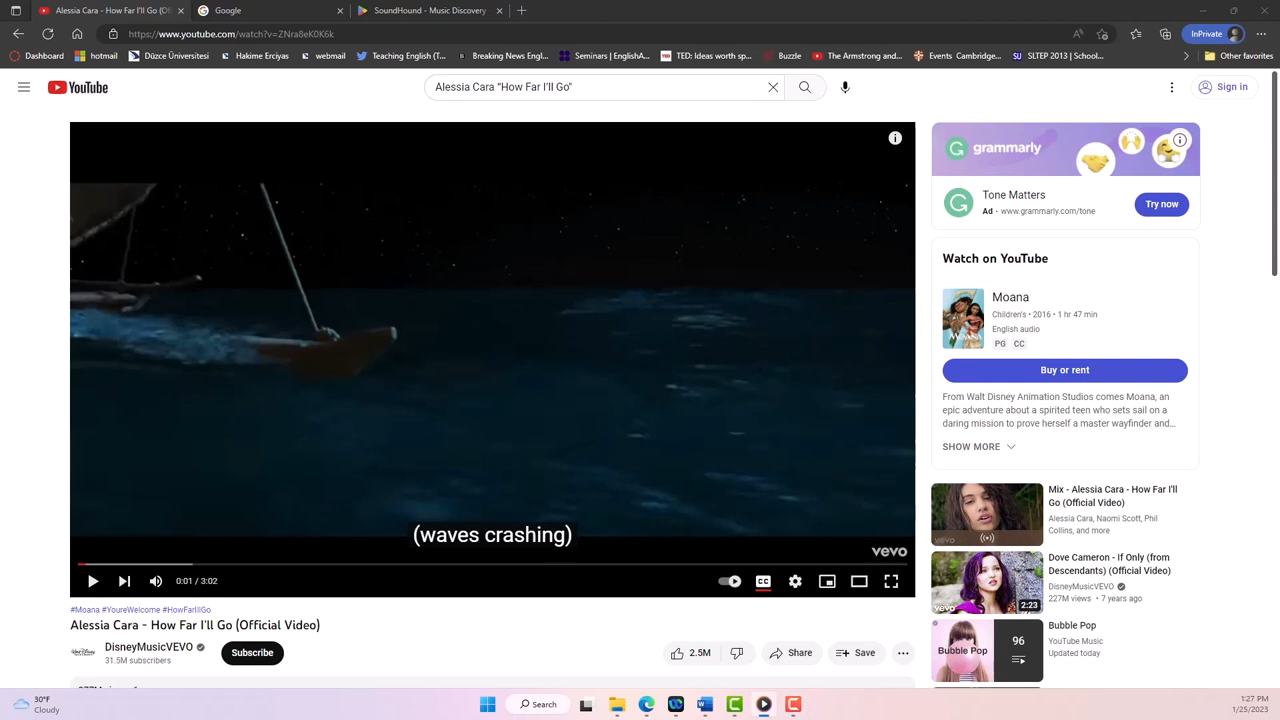 Alessia Cara - How Far I'll Go (Of
Google
SoundHound - Music Discovery
https://www.youtube.com/watch?v=ZNra8eK0K6k
InPrivate
Dashboard
hotmail
Düzce Üniversitesi
Hakime Erciyas
webmail
Teaching English (T...
Breaking News Engl...
Seminars | EnglishA...
TED: Ideas worth sp...
Buzzle
The Armstrong and...
Events Cambridge...
SU SLTEP 2013 | School...
Other favorites
YouTube
Alessia Cara "How Far I'll Go"
Sign in
(waves crashing)
vevo
0:01 / 3:02
CC
#Moana #YoureWelcome #HowFarIllGo
Alessia Cara - How Far I'll Go (Official Video)
DisneyMusicVEVO
31.5M subscribers
Subscribe
2.5M
Share
Save
grammarly
Tone Matters
Ad • www.grammarly.com/tone
Try now
Watch on YouTube
Moana
Children's • 2016 • 1 hr 47 min
English audio
PG CC
Buy or rent
From Walt Disney Animation Studios comes Moana, an
epic adventure about a spirited teen who sets sail on a
daring mission to prove herself a master wayfinder and...
SHOW MORE
Mix - Alessia Cara - How Far I'll
Go (Official Video)
Alessia Cara, Naomi Scott, Phil
Collins, and more
vevo
Dove Cameron - If Only (from
Descendants) (Official Video)
DisneyMusicVEVO
227M views • 7 years ago
vevo
2:23
Bubble Pop
YouTube Music
Updated today
Bubble Pop
96
30°F
Cloudy
Search
1:27 PM
1/25/2023